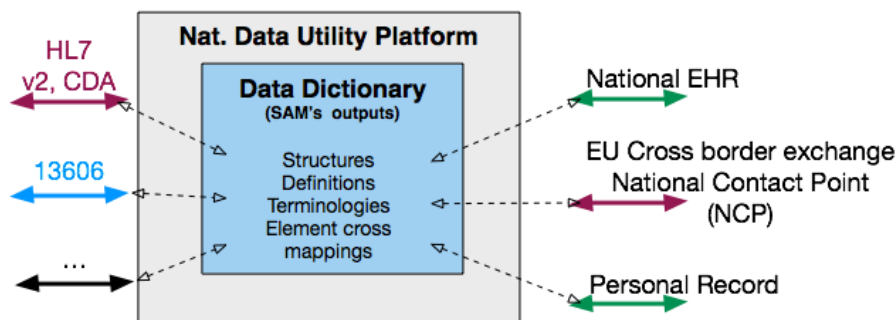 Nat. Data Utility Platform
HL7
v2, CDA
13606
...
Data Dictionary
(SAM's outputs)
Structures
Definitions
Terminologies
Element cross
mappings
National EHR
EU Cross border exchange
National Contact Point
(NCP)
Personal Record